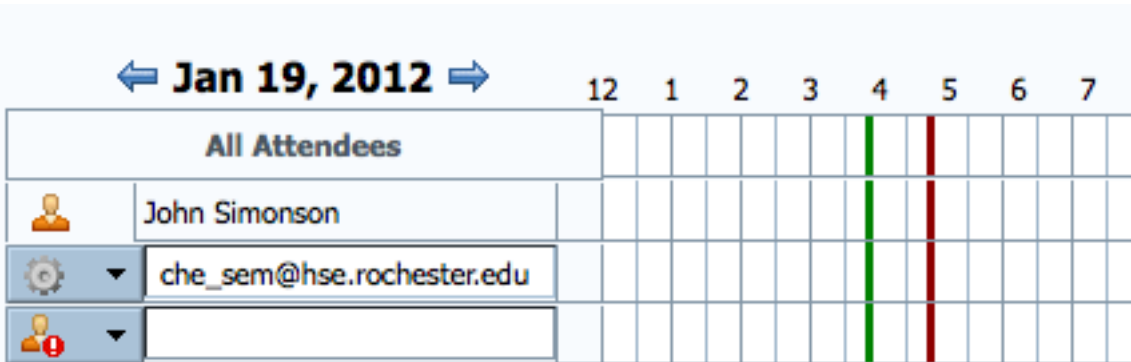 Jan 19, 2012
12 1 2 3 4 5 6 7
All Attendees
John Simonson
che_sem@hse.rochester.edu